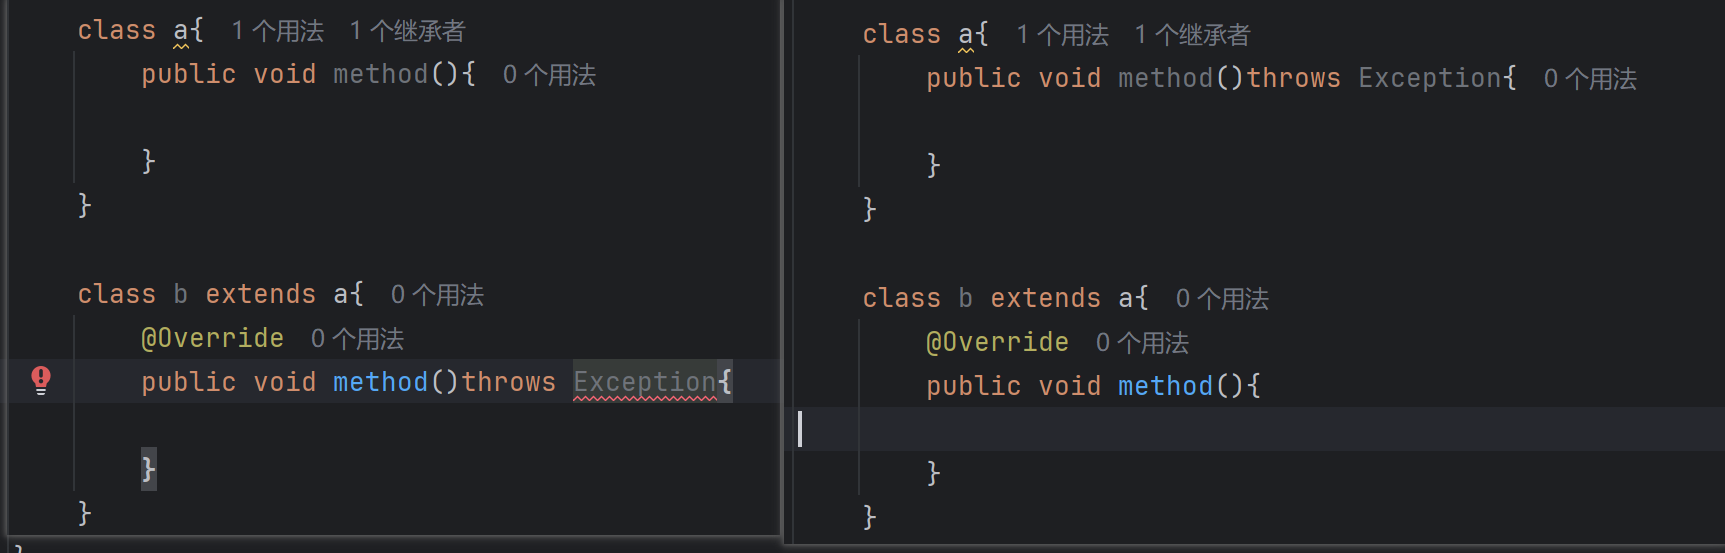 class a{ 1 个用法 1 个继承者
public void method(){ 0 个用法
}
}
class b extends a{ 0 个用法
@Override 0 个用法
public void method()throws Exception{
}
}
}
class a{ 1 个用法 1 个继承者
public void method()throws Exception{ 0 个用法
}
}
class b extends a{ 0 个用法
@Override 0 个用法
public void method(){
}
}